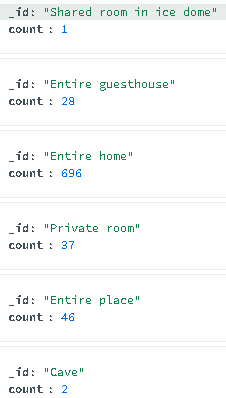 _id: "Shared room in ice dome"
count : 1
_id: "Entire guesthouse"
count : 28
_id: "Entire home"
count : 696
_id: "Private room"
count : 37
_id: "Entire place"
count : 46
_id: "Cave"
count : 2